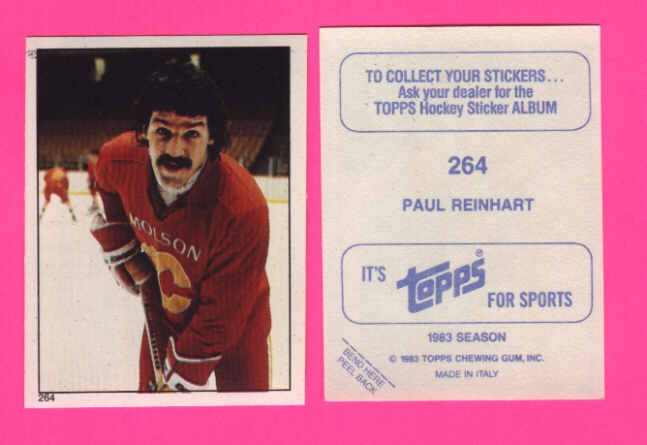 MOLSON
C
264
TO COLLECT YOUR STICKERS...
Ask your dealer for the
TOPPS Hockey Sticker ALBUM
264
PAUL REINHART
IT'S topps® FOR SPORTS
1983 SEASON
© 1983 TOPPS CHEWING GUM, INC.
MADE IN ITALY
BEND HERE
PEEL BACK